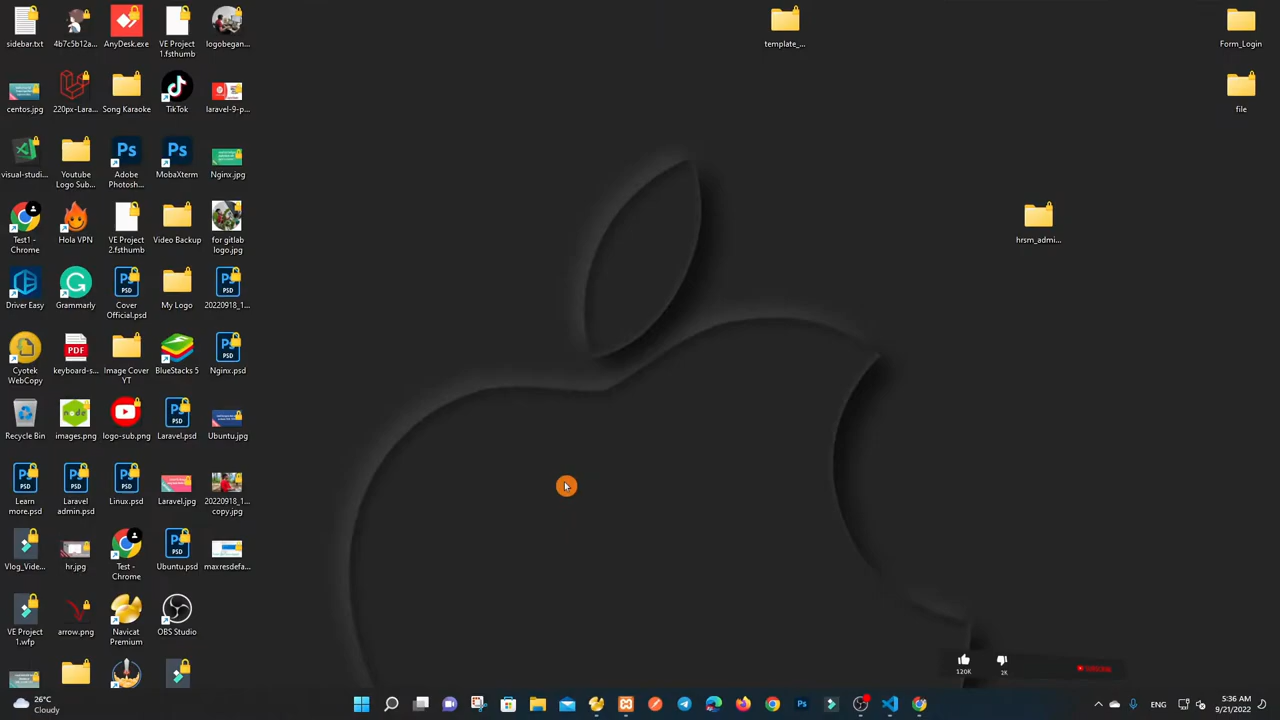 sidebar.txt
4b7c5b12a...
AnyDesk.exe
VE Project
1.fsthumb
logobegan...
template_...
Form_Login
centos.jpg
220px-Lara...
Song Karaoke
TikTok
laravel-9-p...
file
visual-studi...
Youtube
Logo Sub...
Adobe
Photosh...
MobaXterm
Nginx.jpg
Test1 -
Chrome
Hola VPN
VE Project
2.fsthumb
Video Backup
for gitlab
logo.jpg
hrsm_admi...
Driver Easy
Grammarly
Cover
Official.psd
My Logo
20220918_1...
Cyotek
WebCopy
keyboard-s...
Image Cover
YT
BlueStacks 5
Nginx.psd
Recycle Bin
images.png
logo-sub.png
Laravel.psd
Ubuntu.jpg
Learn
more.psd
Laravel
admin.psd
Linux.psd
Laravel.jpg
20220918_1...
copy.jpg
Vlog_Vide...
hr.jpg
Test -
Chrome
Ubuntu.psd
maxresdefa...
VE Project
1.wfp
arrow.png
Navicat
Premium
OBS Studio
120K
2K
26°C
Cloudy
ENG
5:36 AM
9/21/2022